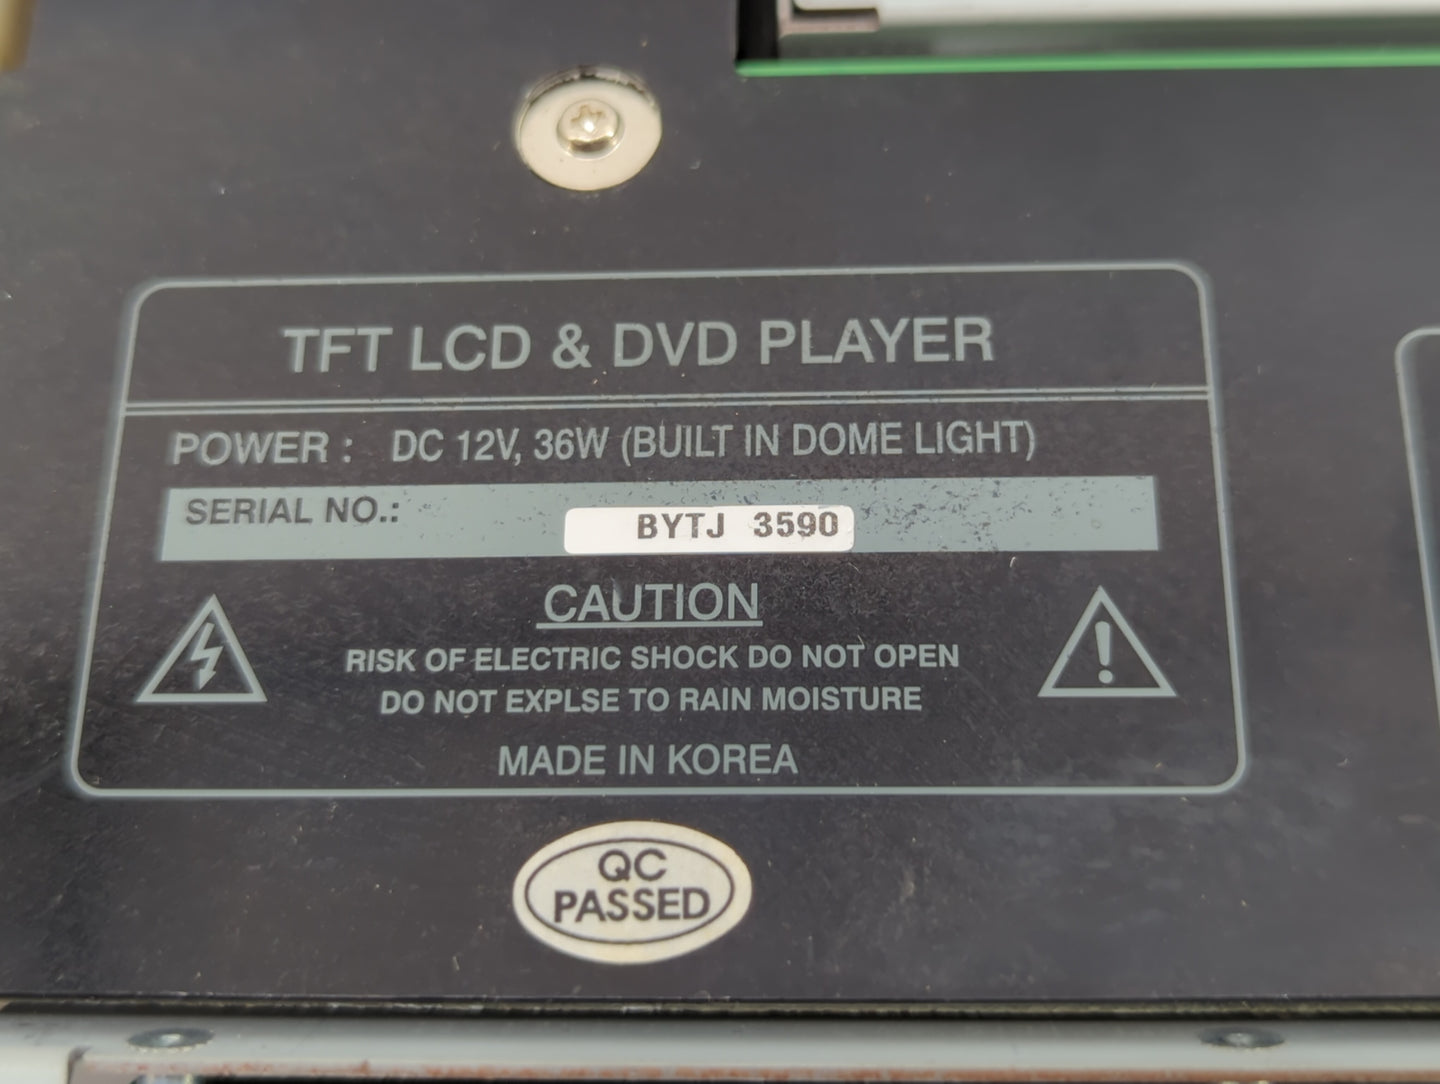 TFT LCD & DVD PLAYER
POWER : DC 12V, 36W (BUILT IN DOME LIGHT)
SERIAL NO.:
BYTJ 3590
CAUTION
RISK OF ELECTRIC SHOCK DO NOT OPEN
DO NOT EXPLSE TO RAIN MOISTURE
MADE IN KOREA
QC
PASSED